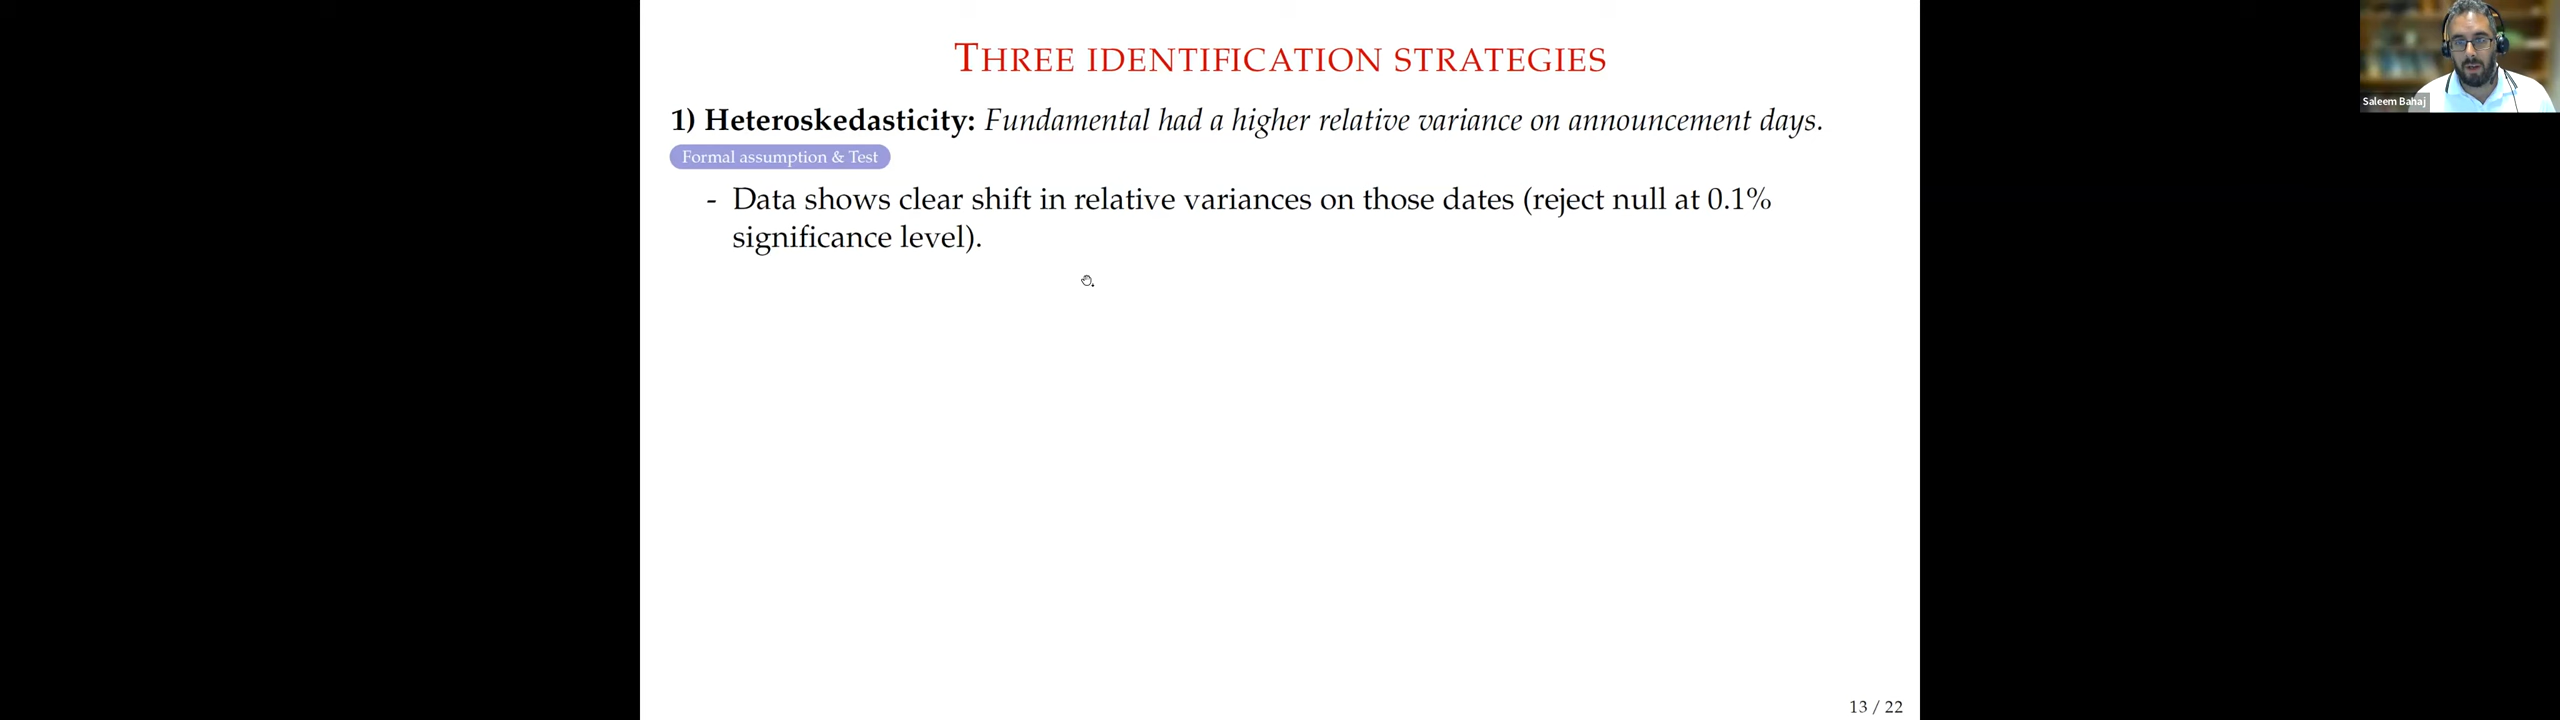 THREE IDENTIFICATION STRATEGIES
1) Heteroskedasticity: Fundamental had a higher relative variance on announcement days.
Formal assumption & Test
- Data shows clear shift in relative variances on those dates (reject null at 0.1%
significance level).
Saleem Bahaj
13 / 22